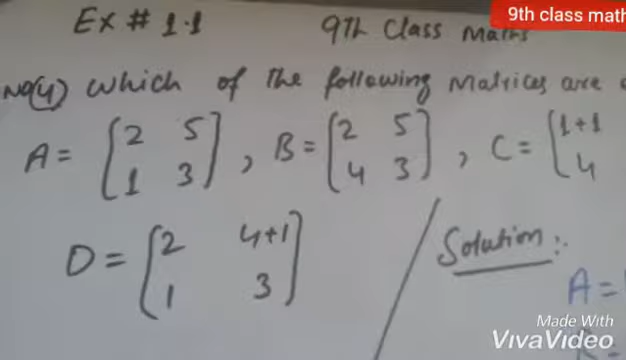 9th class math
Ex # 1.1 9Th Class Maths
No(4) Which of the following Matrices are
A = [2 5 , B = [2 5 , C = [1+1
1 3] 4 3] 4
D = [2 4+1
1 3]
Solution:-
A =
Made With
VivaVideo